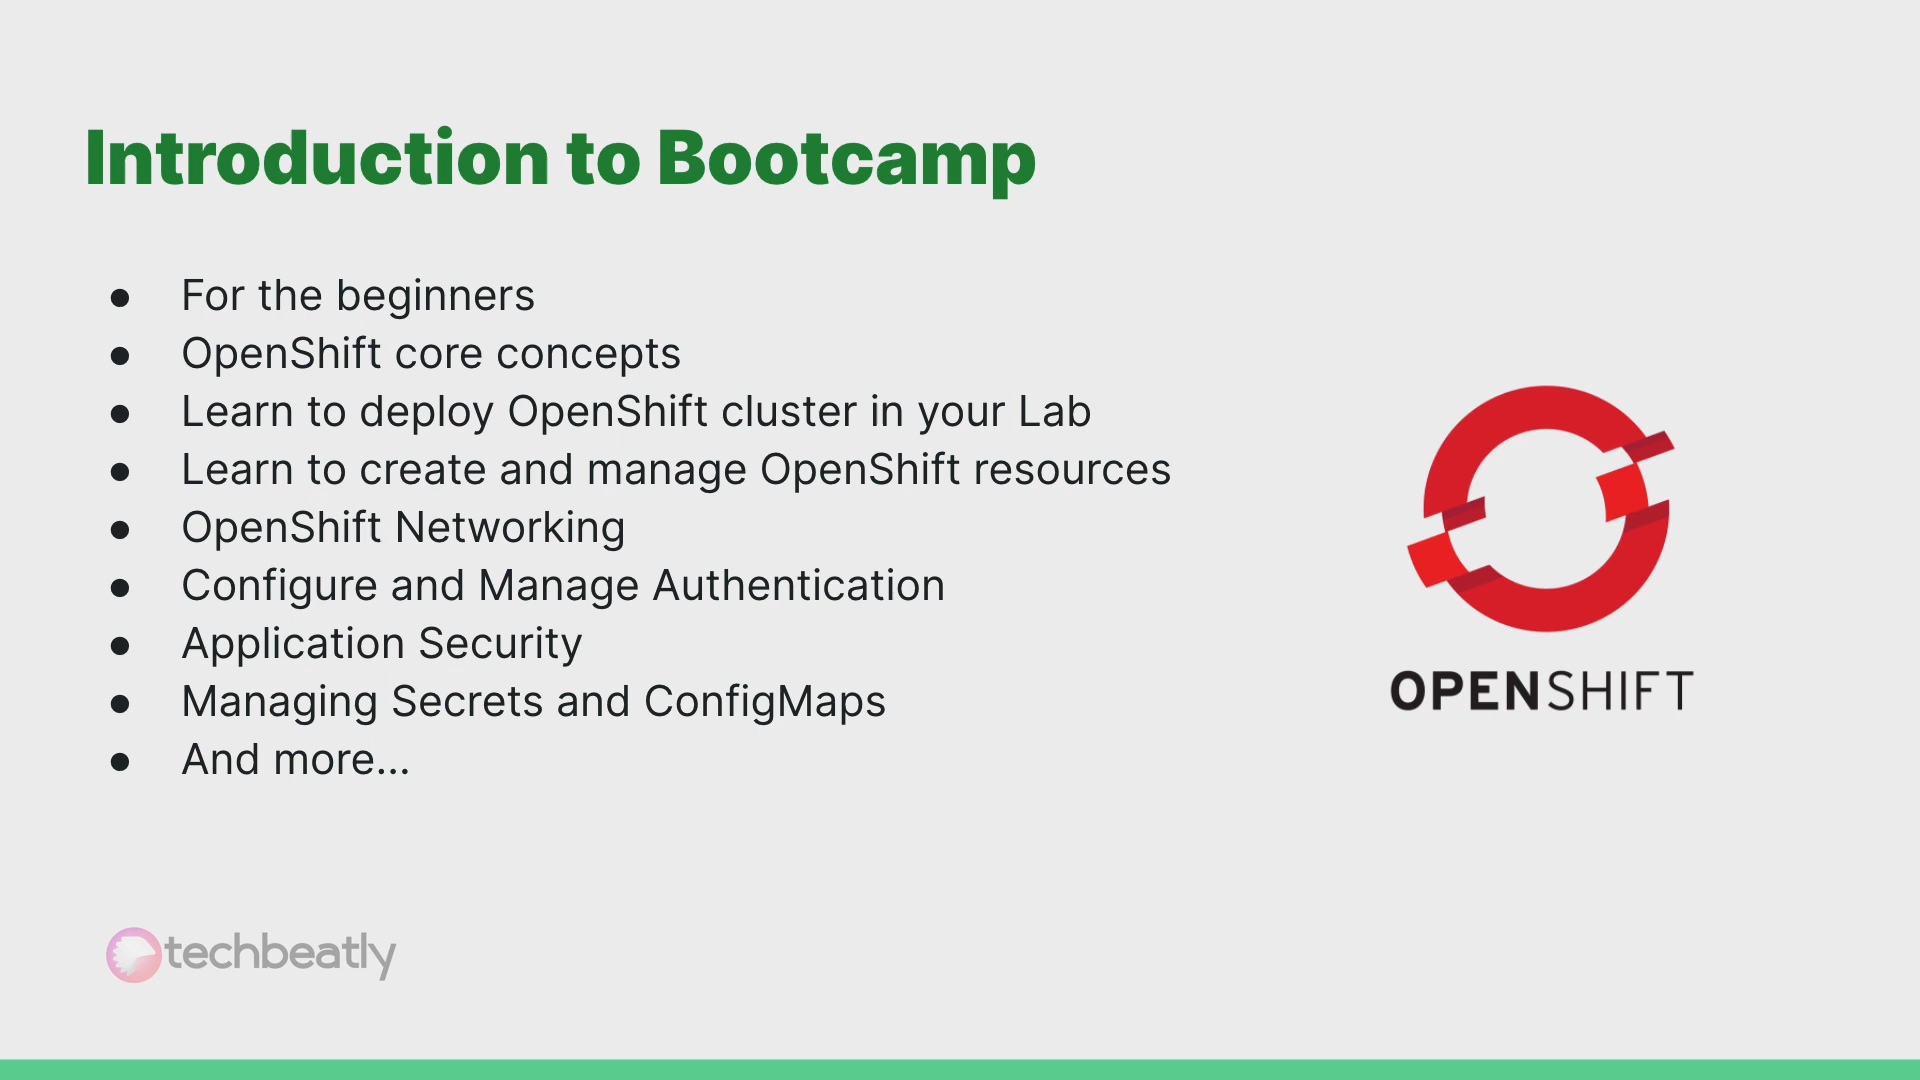 Introduction to Bootcamp
● For the beginners
● OpenShift core concepts
● Learn to deploy OpenShift cluster in your Lab
● Learn to create and manage OpenShift resources
● OpenShift Networking
● Configure and Manage Authentication
● Application Security
● Managing Secrets and ConfigMaps
● And more...
OPENSHIFT
techbeatly